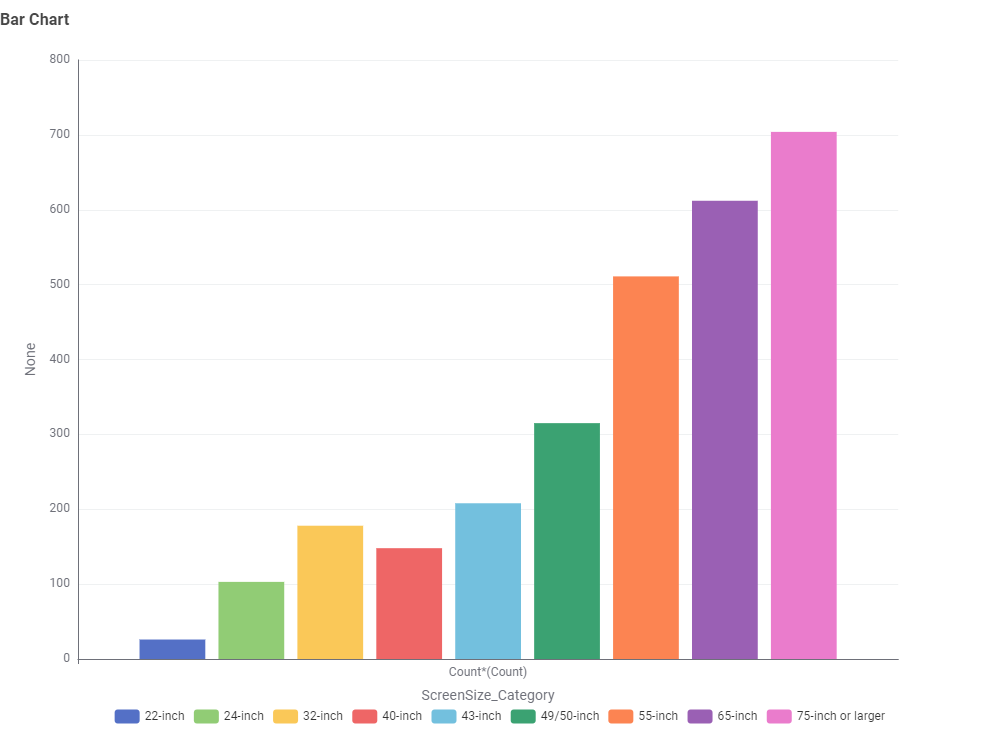 Bar Chart
800
700
600
500
400
300
200
100
0
None
Count*(Count)
ScreenSize_Category
22-inch 24-inch 32-inch 40-inch 43-inch 49/50-inch 55-inch 65-inch 75-inch or larger